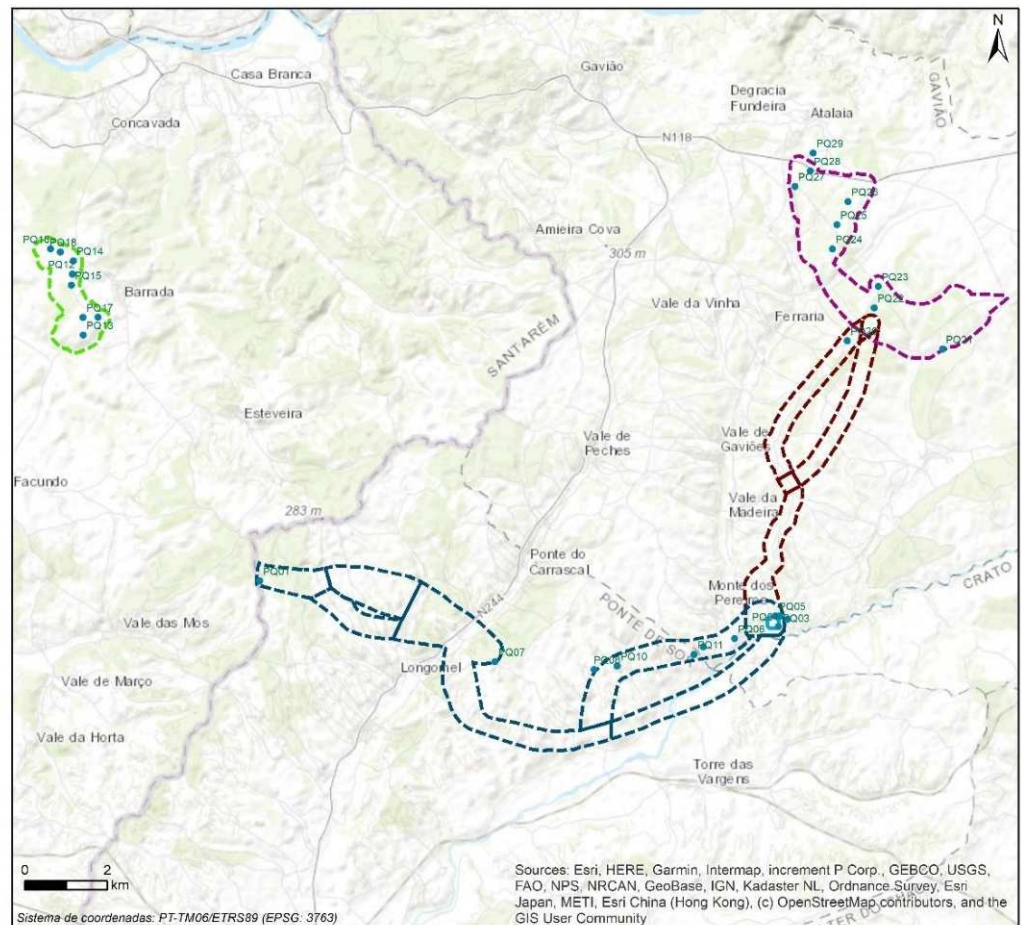 N
Casa Branca
Gavião
GAVIÃO
Degracia
Fundeira
Concavada
Atalaia
N118
PQ29
PQ28
PQ27
PQ25
PQ24
Amieira Cova
305 m
PQ18
PQ14
PQ12
PQ15
Barrada
PQ17
PQ13
PQ23
PQ22
Vale da Vinha
Ferraria
SANTARÉM
PQ21
Esteveira
Vale de
Peches
Vale de
Gaviões
Facundo
Vale da
Madeira
283 m
Ponte do
Carrascal
PQ01
Monte dos
CRATO
N244
PQ05
PQ03
PQ06
Vale das Mos
PQ11
PQ10
PQ07
Longomel
Vale de Março
Vale da Horta
Torre das
Vargens
0 2
km
Sources: Esri, HERE, Garmin, Intermap, increment P Corp., GEBCO, USGS,
FAO, NPS, NRCAN, GeoBase, IGN, Kadaster NL, Ordnance Survey, Esri
Japan, METI, Esri China (Hong Kong), (c) OpenStreetMap contributors, and the
GIS User Community
Sistema de coordenadas: PT-TM06/ETRS89 (EPSG: 3763)